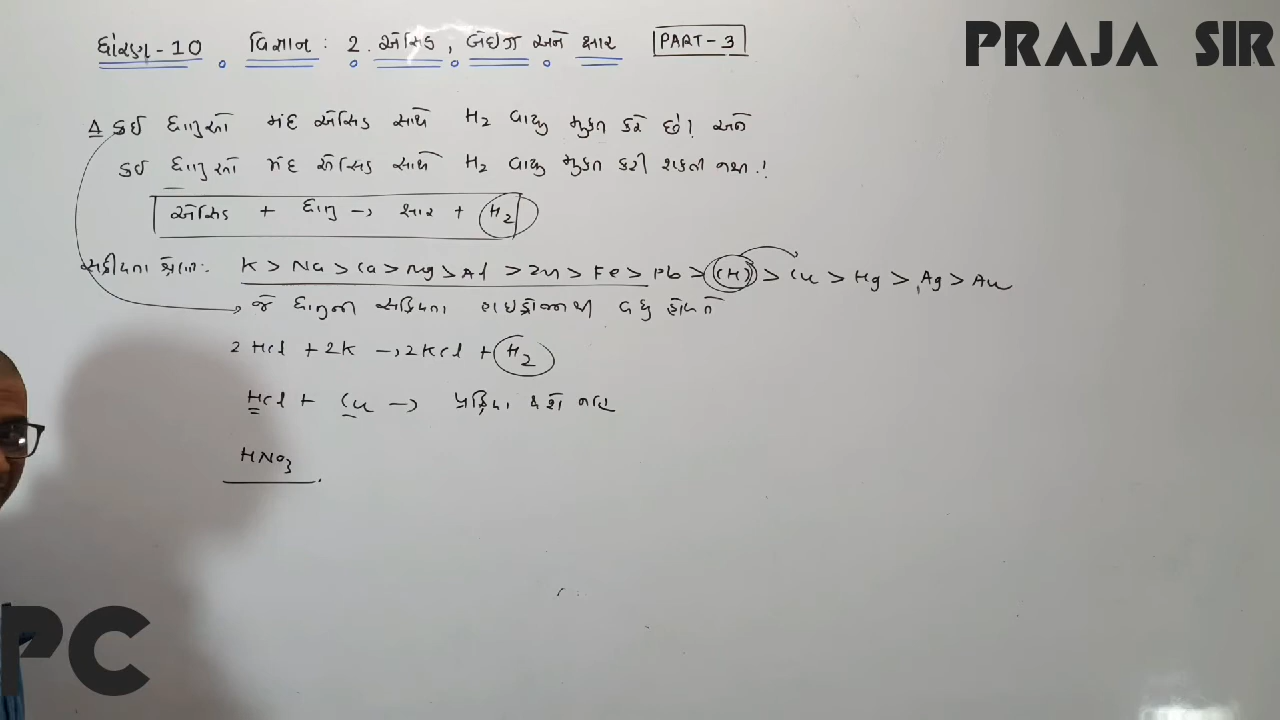 ધોરણ - 10 વિજ્ઞાન : 2. એસિડ , બેઇઝ અને ક્ષાર PART - 3
PRAJA SIR
Δ કઈ ધાતુઓ મંદ એસિડ સાથે H2 વાયુ મુક્ત કરે છે? અને
કઈ ધાતુઓ મંદ એસિડ સાથે H2 વાયુ મુક્ત કરી શકતી નથી.!
એસિડ + ધાતુ → ક્ષાર + H2
સક્રીયતા શ્રેણી: K > Na > Ca > Mg > Al > Zn > Fe > Pb > (H) > Cu > Hg > Ag > Au
જે ધાતુની સક્રિયતા હાઇડ્રોજનથી વધુ હોય તે
2 HCl + 2K → 2KCl + H2
HCl + Cu → પ્રક્રિયા થશે નહિ
HNO3
PC